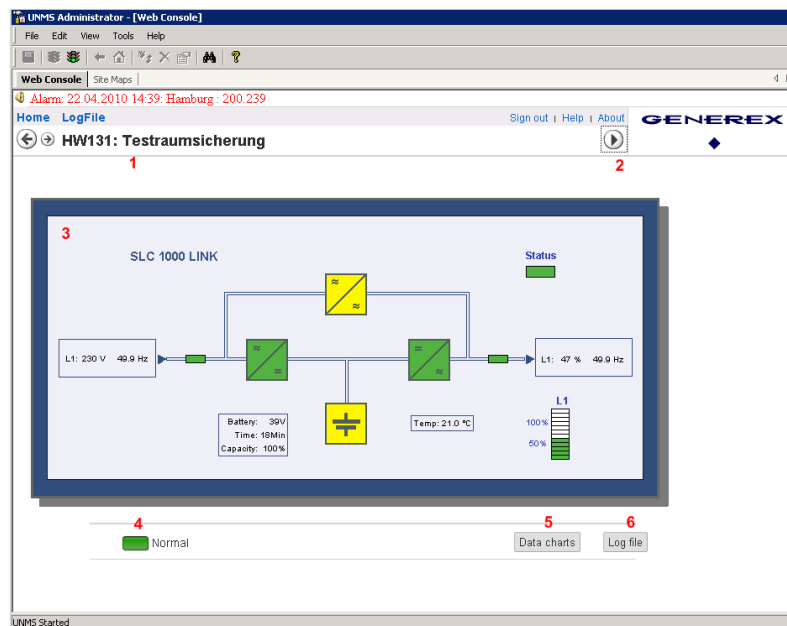 UNMS Administrator - [Web Console]
File Edit View Tools Help
Web Console Site Maps
Alarm: 22.04.2010 14:39: Hamburg : 200.239
Home LogFile Sign out | Help | About GENEREX
HW131: Testraumsicherung
1 2
3
SLC 1000 LINK Status
L1: 230 V 49.9 Hz L1: 47 % 49.9 Hz
L1
Battery: 39V
Time: 18Min
Capacity: 100%
Temp: 21.0 °C
100%
50%
4 5 6
Normal Data charts Log file
UNMS Started